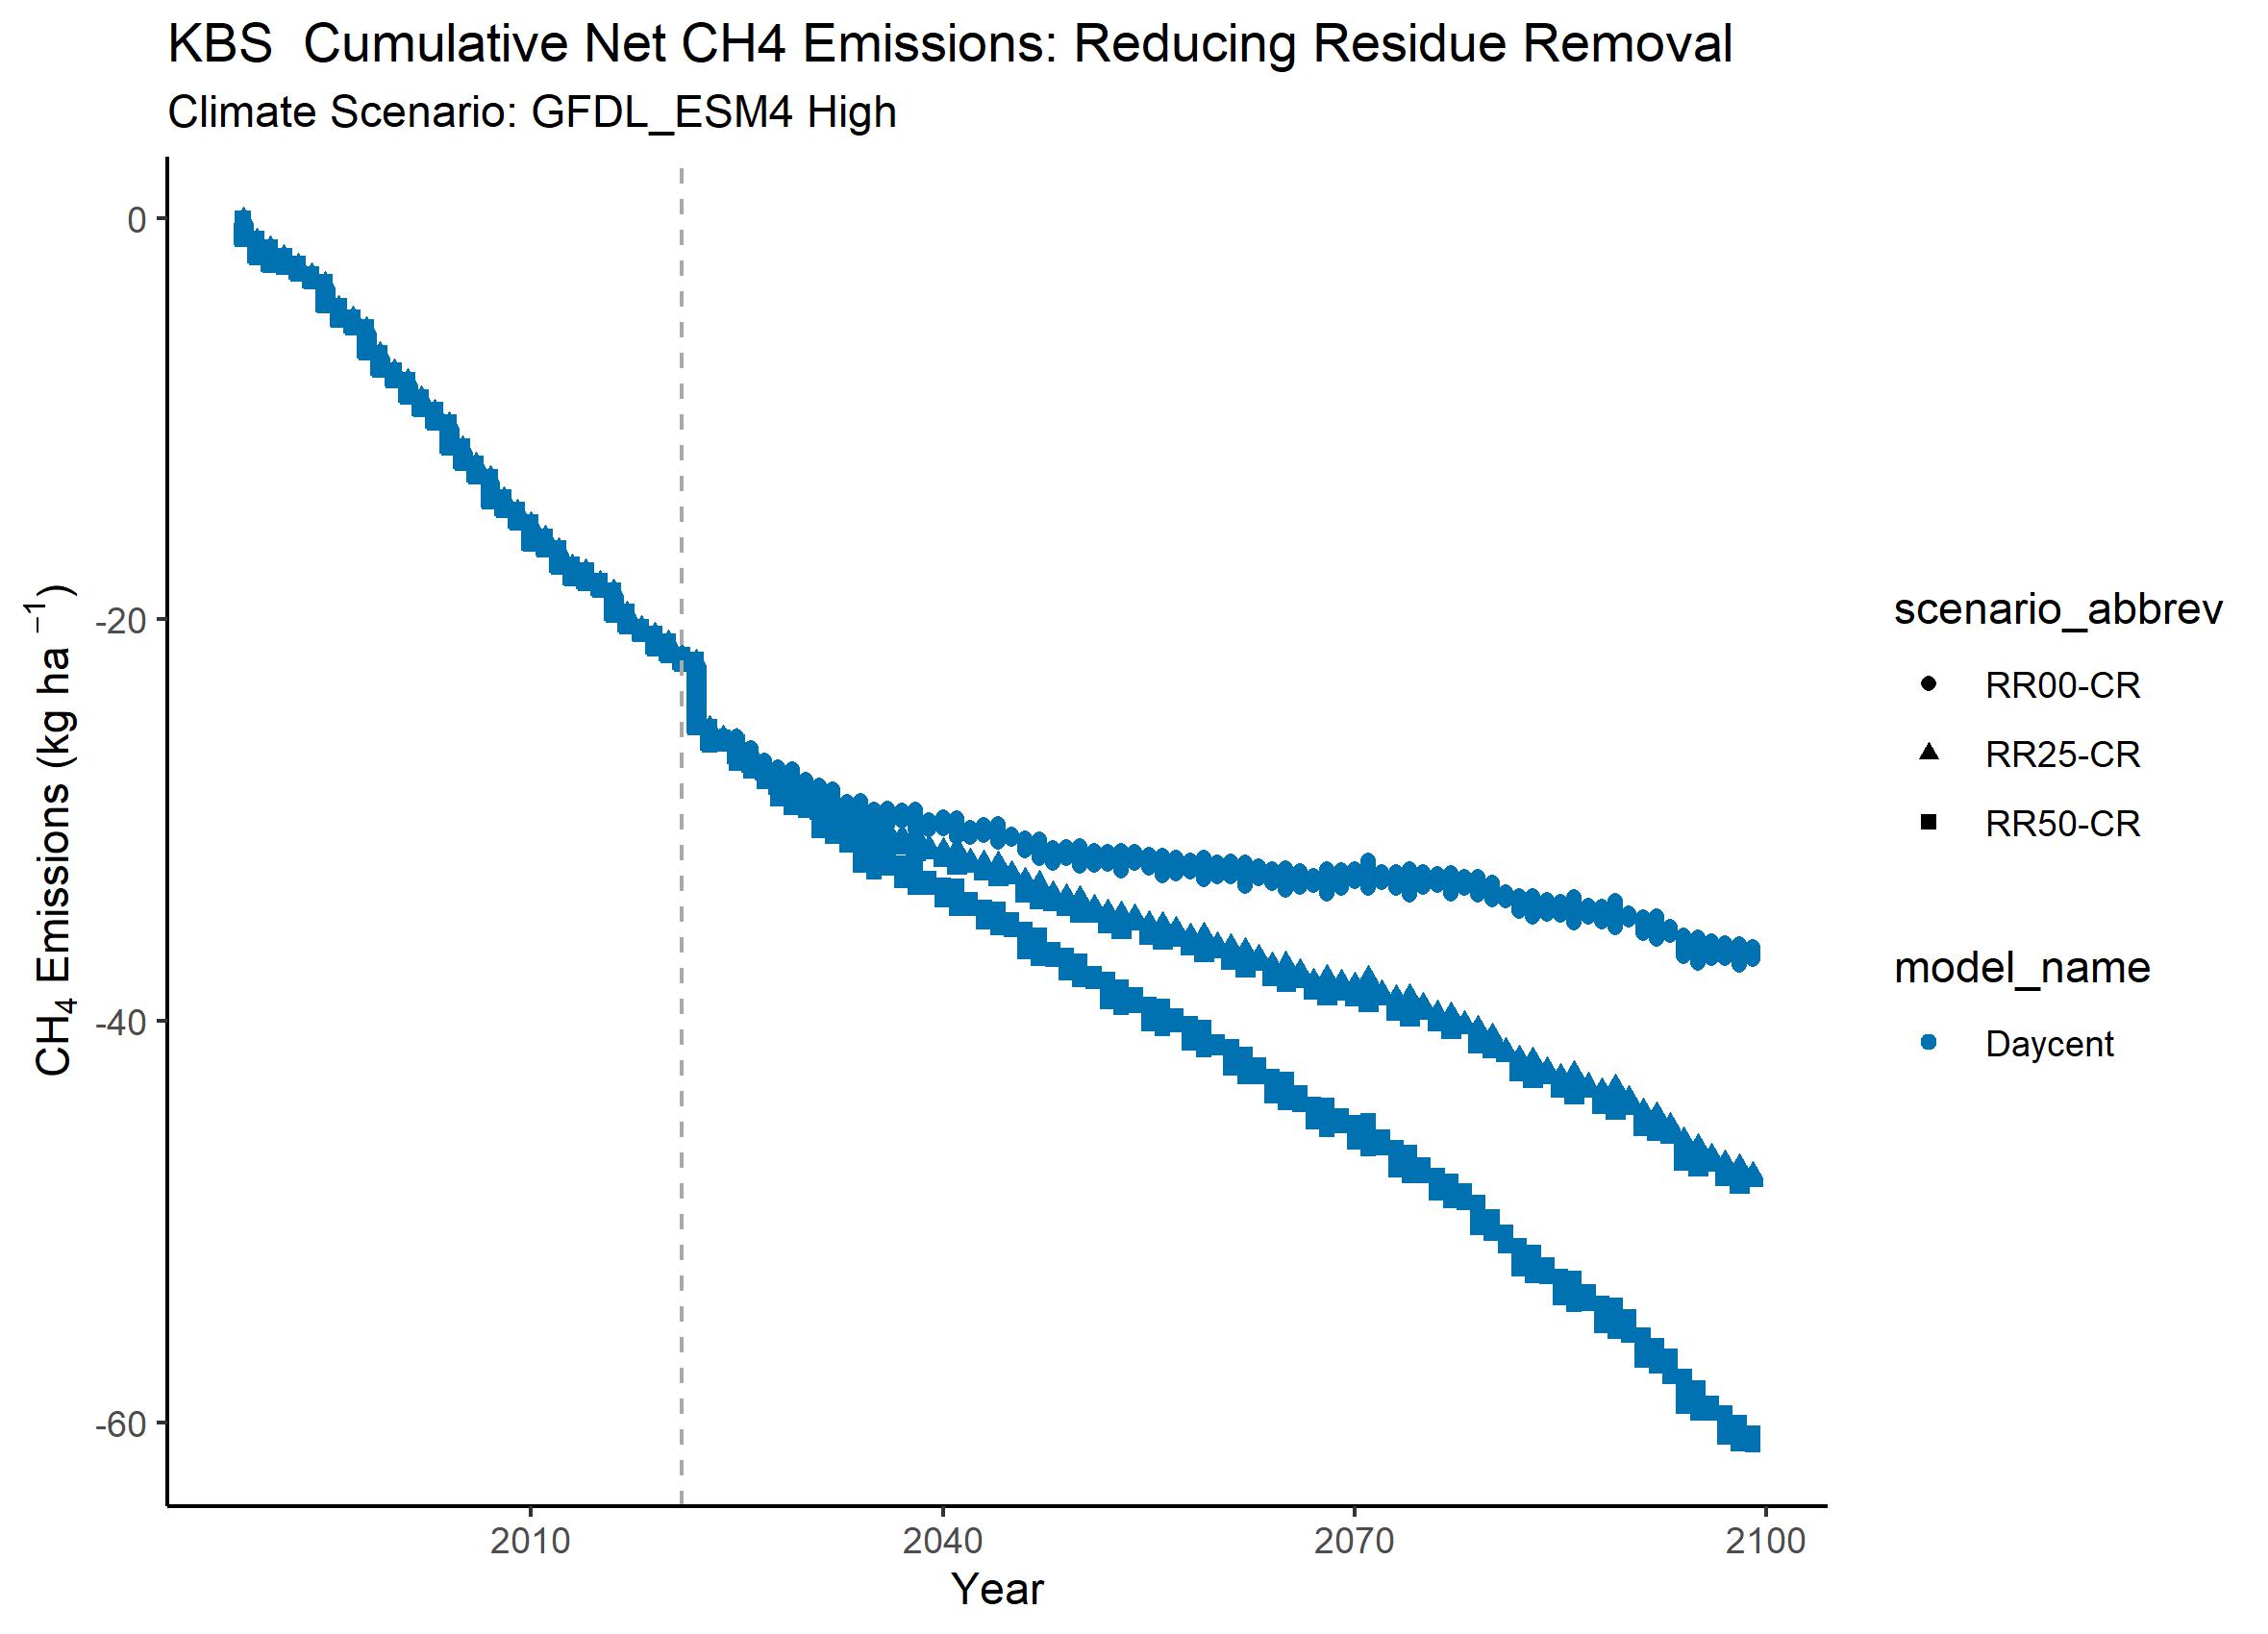 KBS  Cumulative Net CH4 Emissions: Reducing Residue Removal
Climate Scenario: GFDL_ESM4 High
CH₄ Emissions (kg ha ⁻¹)
0
-20
-40
-60
2010
2040
2070
2100
Year
scenario_abbrev
RR00-CR
RR25-CR
RR50-CR
model_name
Daycent